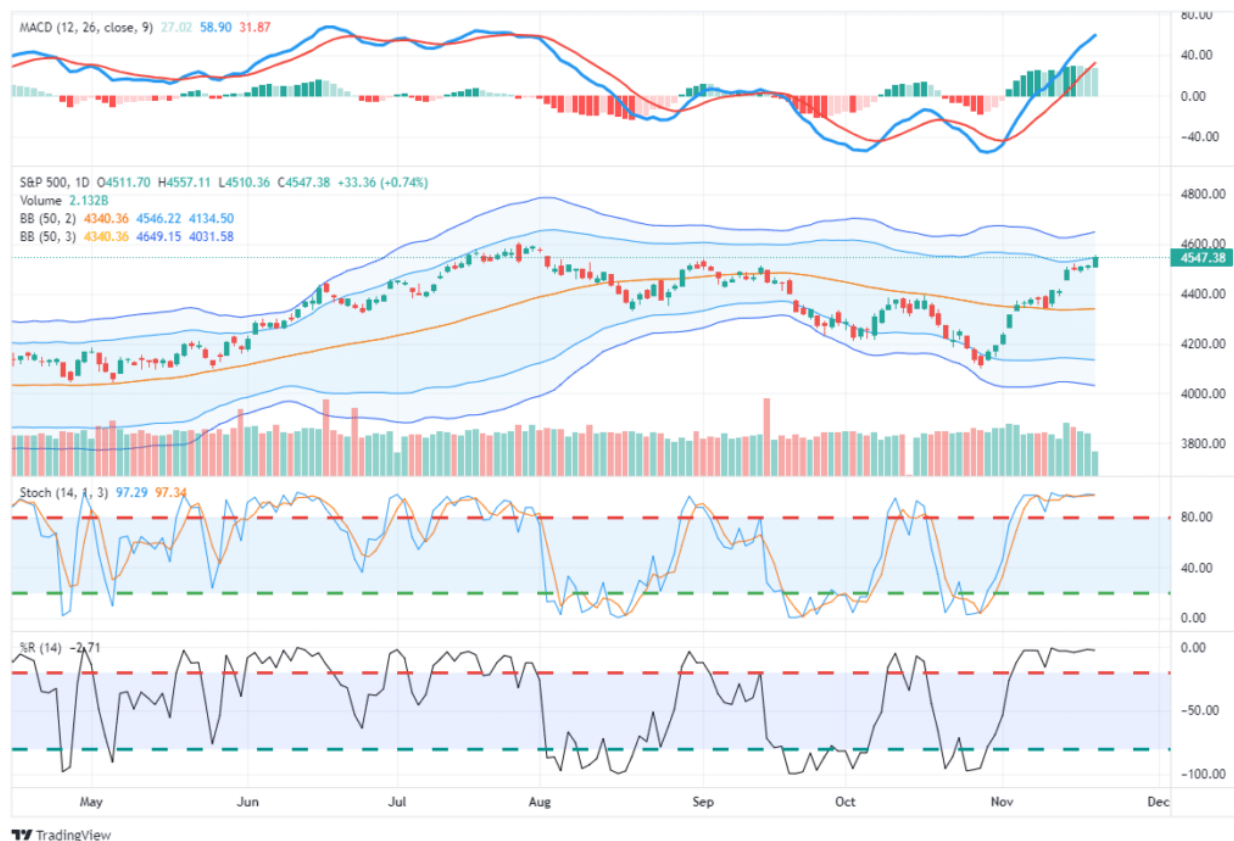 MACD (12, 26, close, 9) 27.02 58.90 31.87
80.00
40.00
0.00
−40.00
S&P 500, 1D O4511.70 H4557.11 L4510.36 C4547.38 +33.36 (+0.74%)
Volume 2.132B
BB (50, 2) 4340.36 4546.22 4134.50
BB (50, 3) 4340.36 4649.15 4031.58
4800.00
4600.00
4547.38
4400.00
4200.00
4000.00
3800.00
Stoch (14, 1, 3) 97.29 97.34
80.00
40.00
0.00
%R (14) −2.71
0.00
−50.00
−100.00
May Jun Jul Aug Sep Oct Nov Dec
TradingView